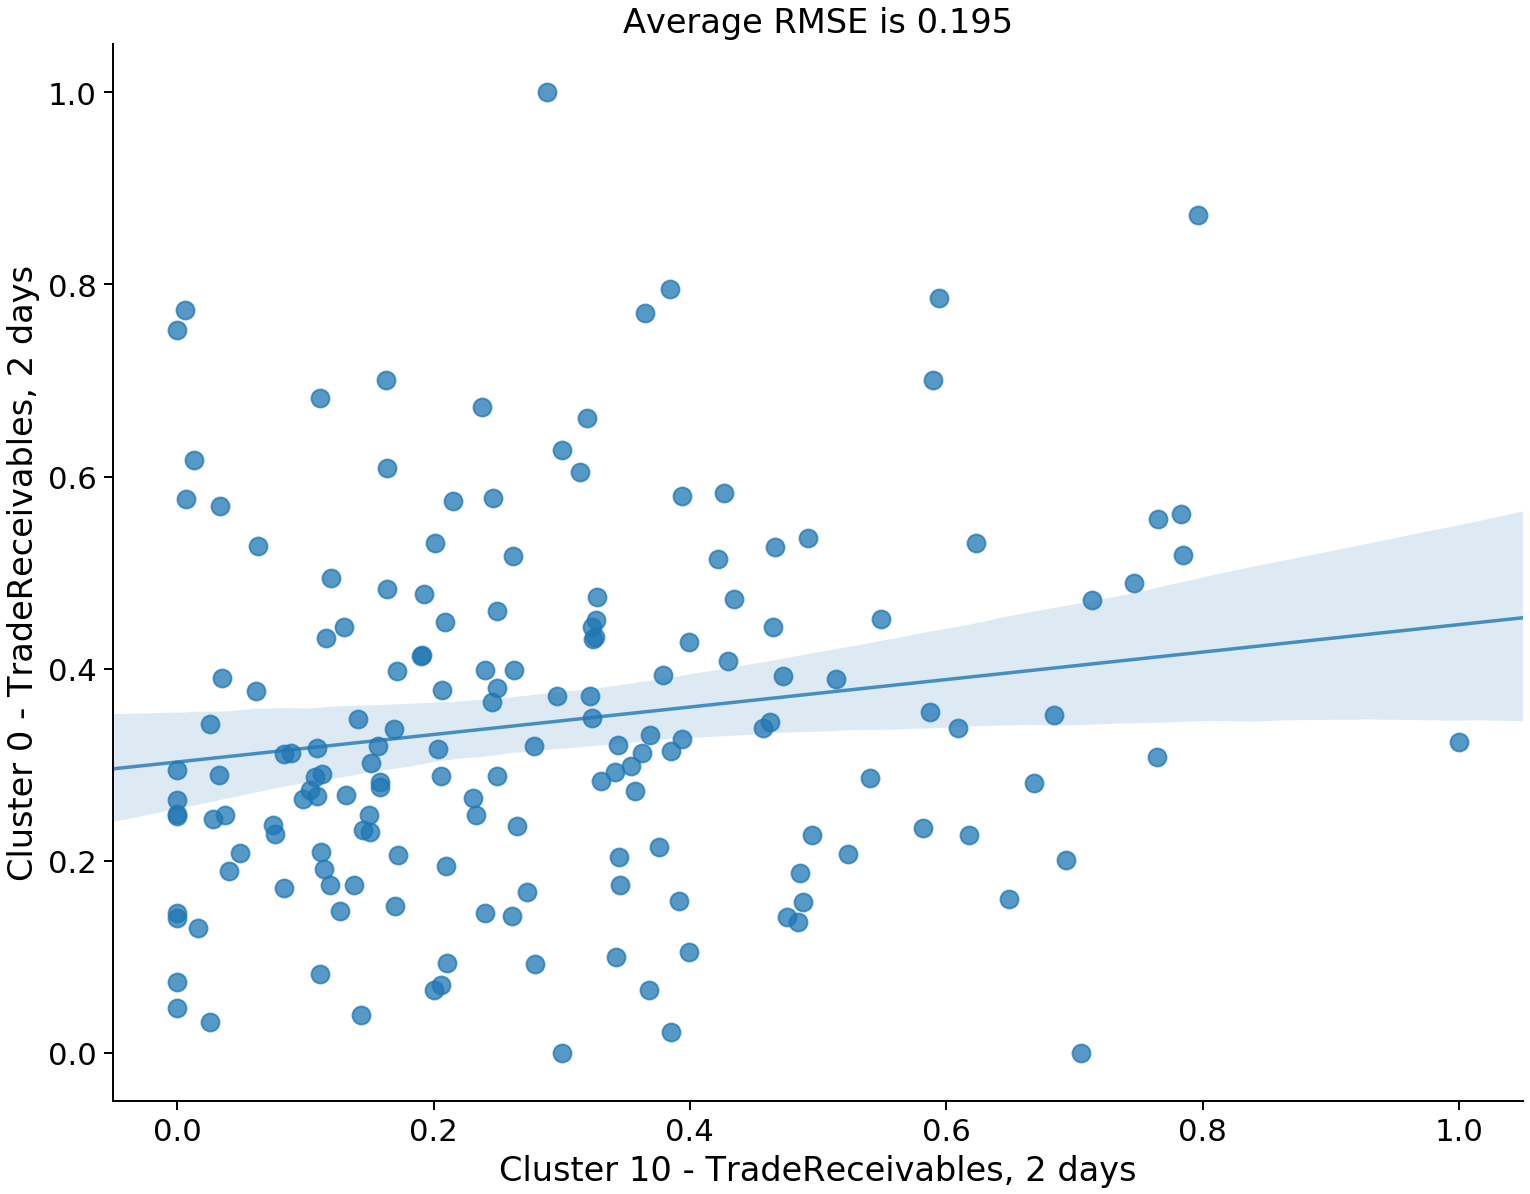 Average RMSE is 0.195
1.0
0.8
0.6
0.4
0.2
0.0
Cluster 0 - TradeReceivables, 2 days
0.0 0.2 0.4 0.6 0.8 1.0
Cluster 10 - TradeReceivables, 2 days